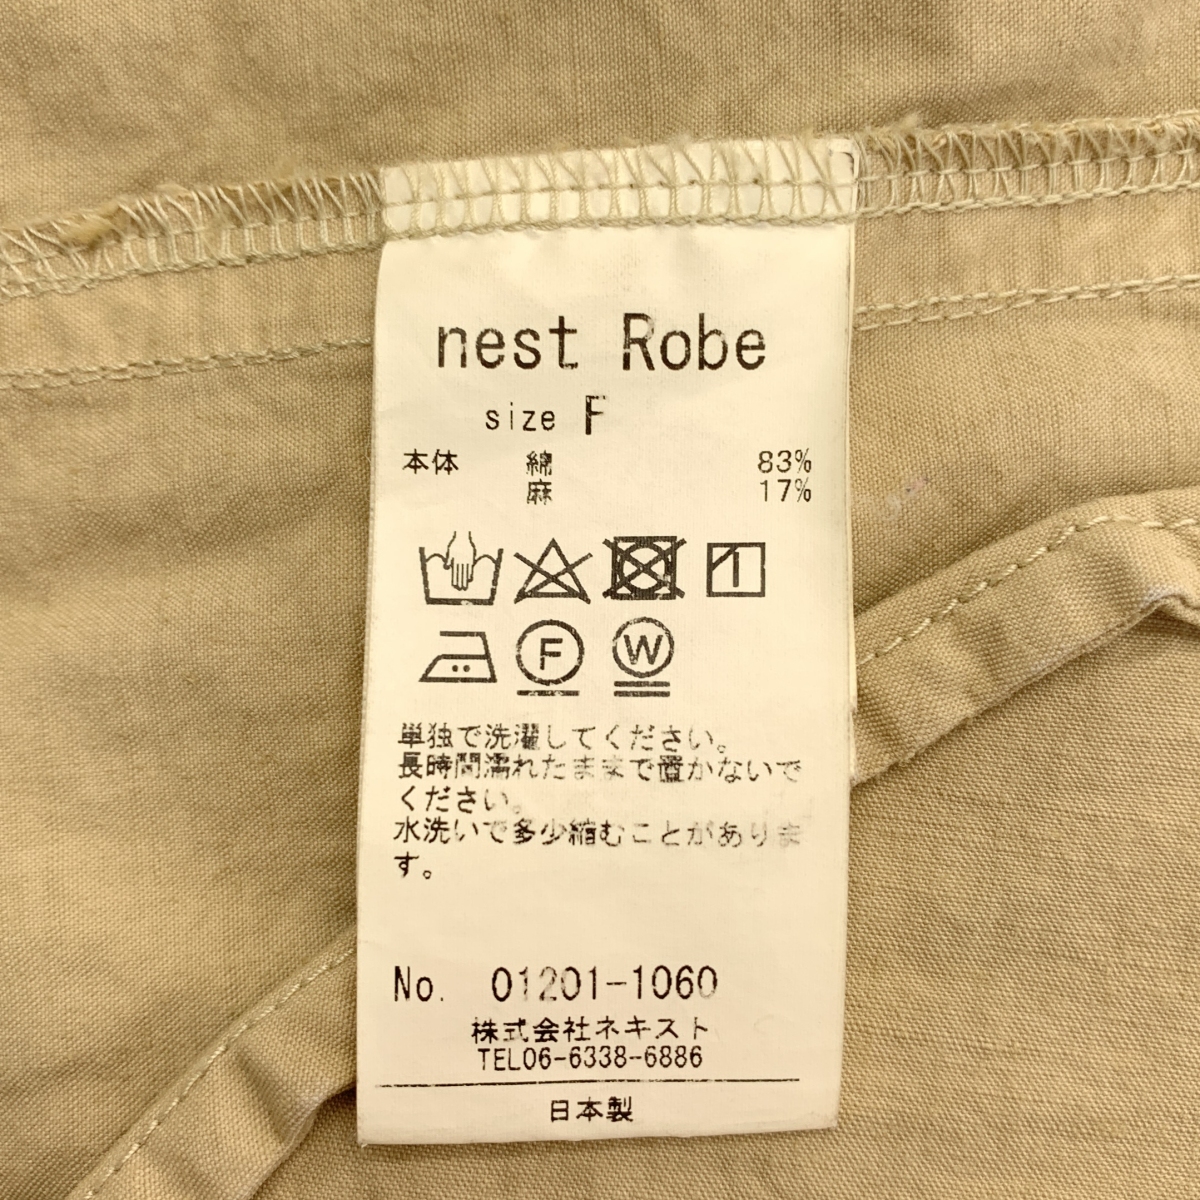 nest Robe
size F
本体 綿 83%
麻 17%
F W
単独で洗濯してください。
長時間濡れたままで置かないで
ください。
水洗いで多少縮むことがありま
す。
No. 01201-1060
株式会社ネキスト
TEL06-6338-6886
日本製